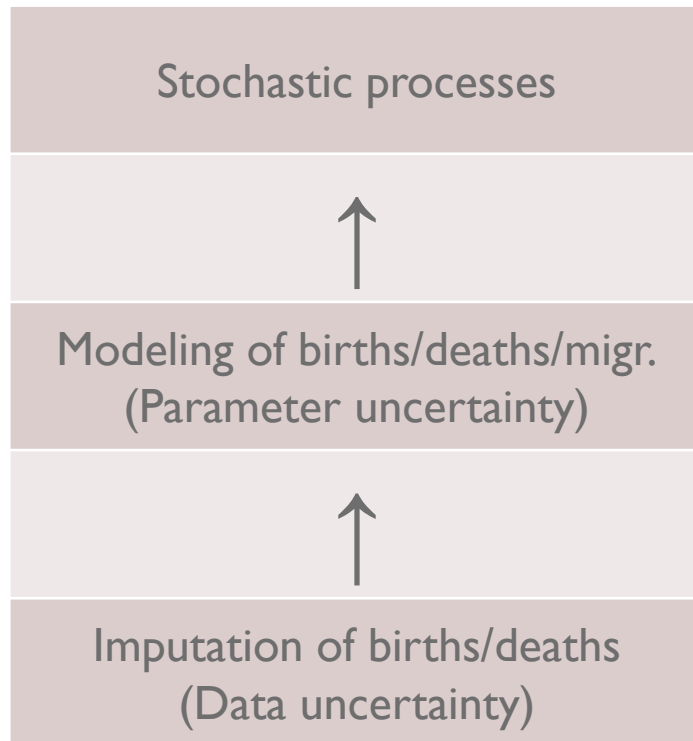 Stochastic processes
↑
Modeling of births/deaths/migr.
(Parameter uncertainty)
↑
Imputation of births/deaths
(Data uncertainty)